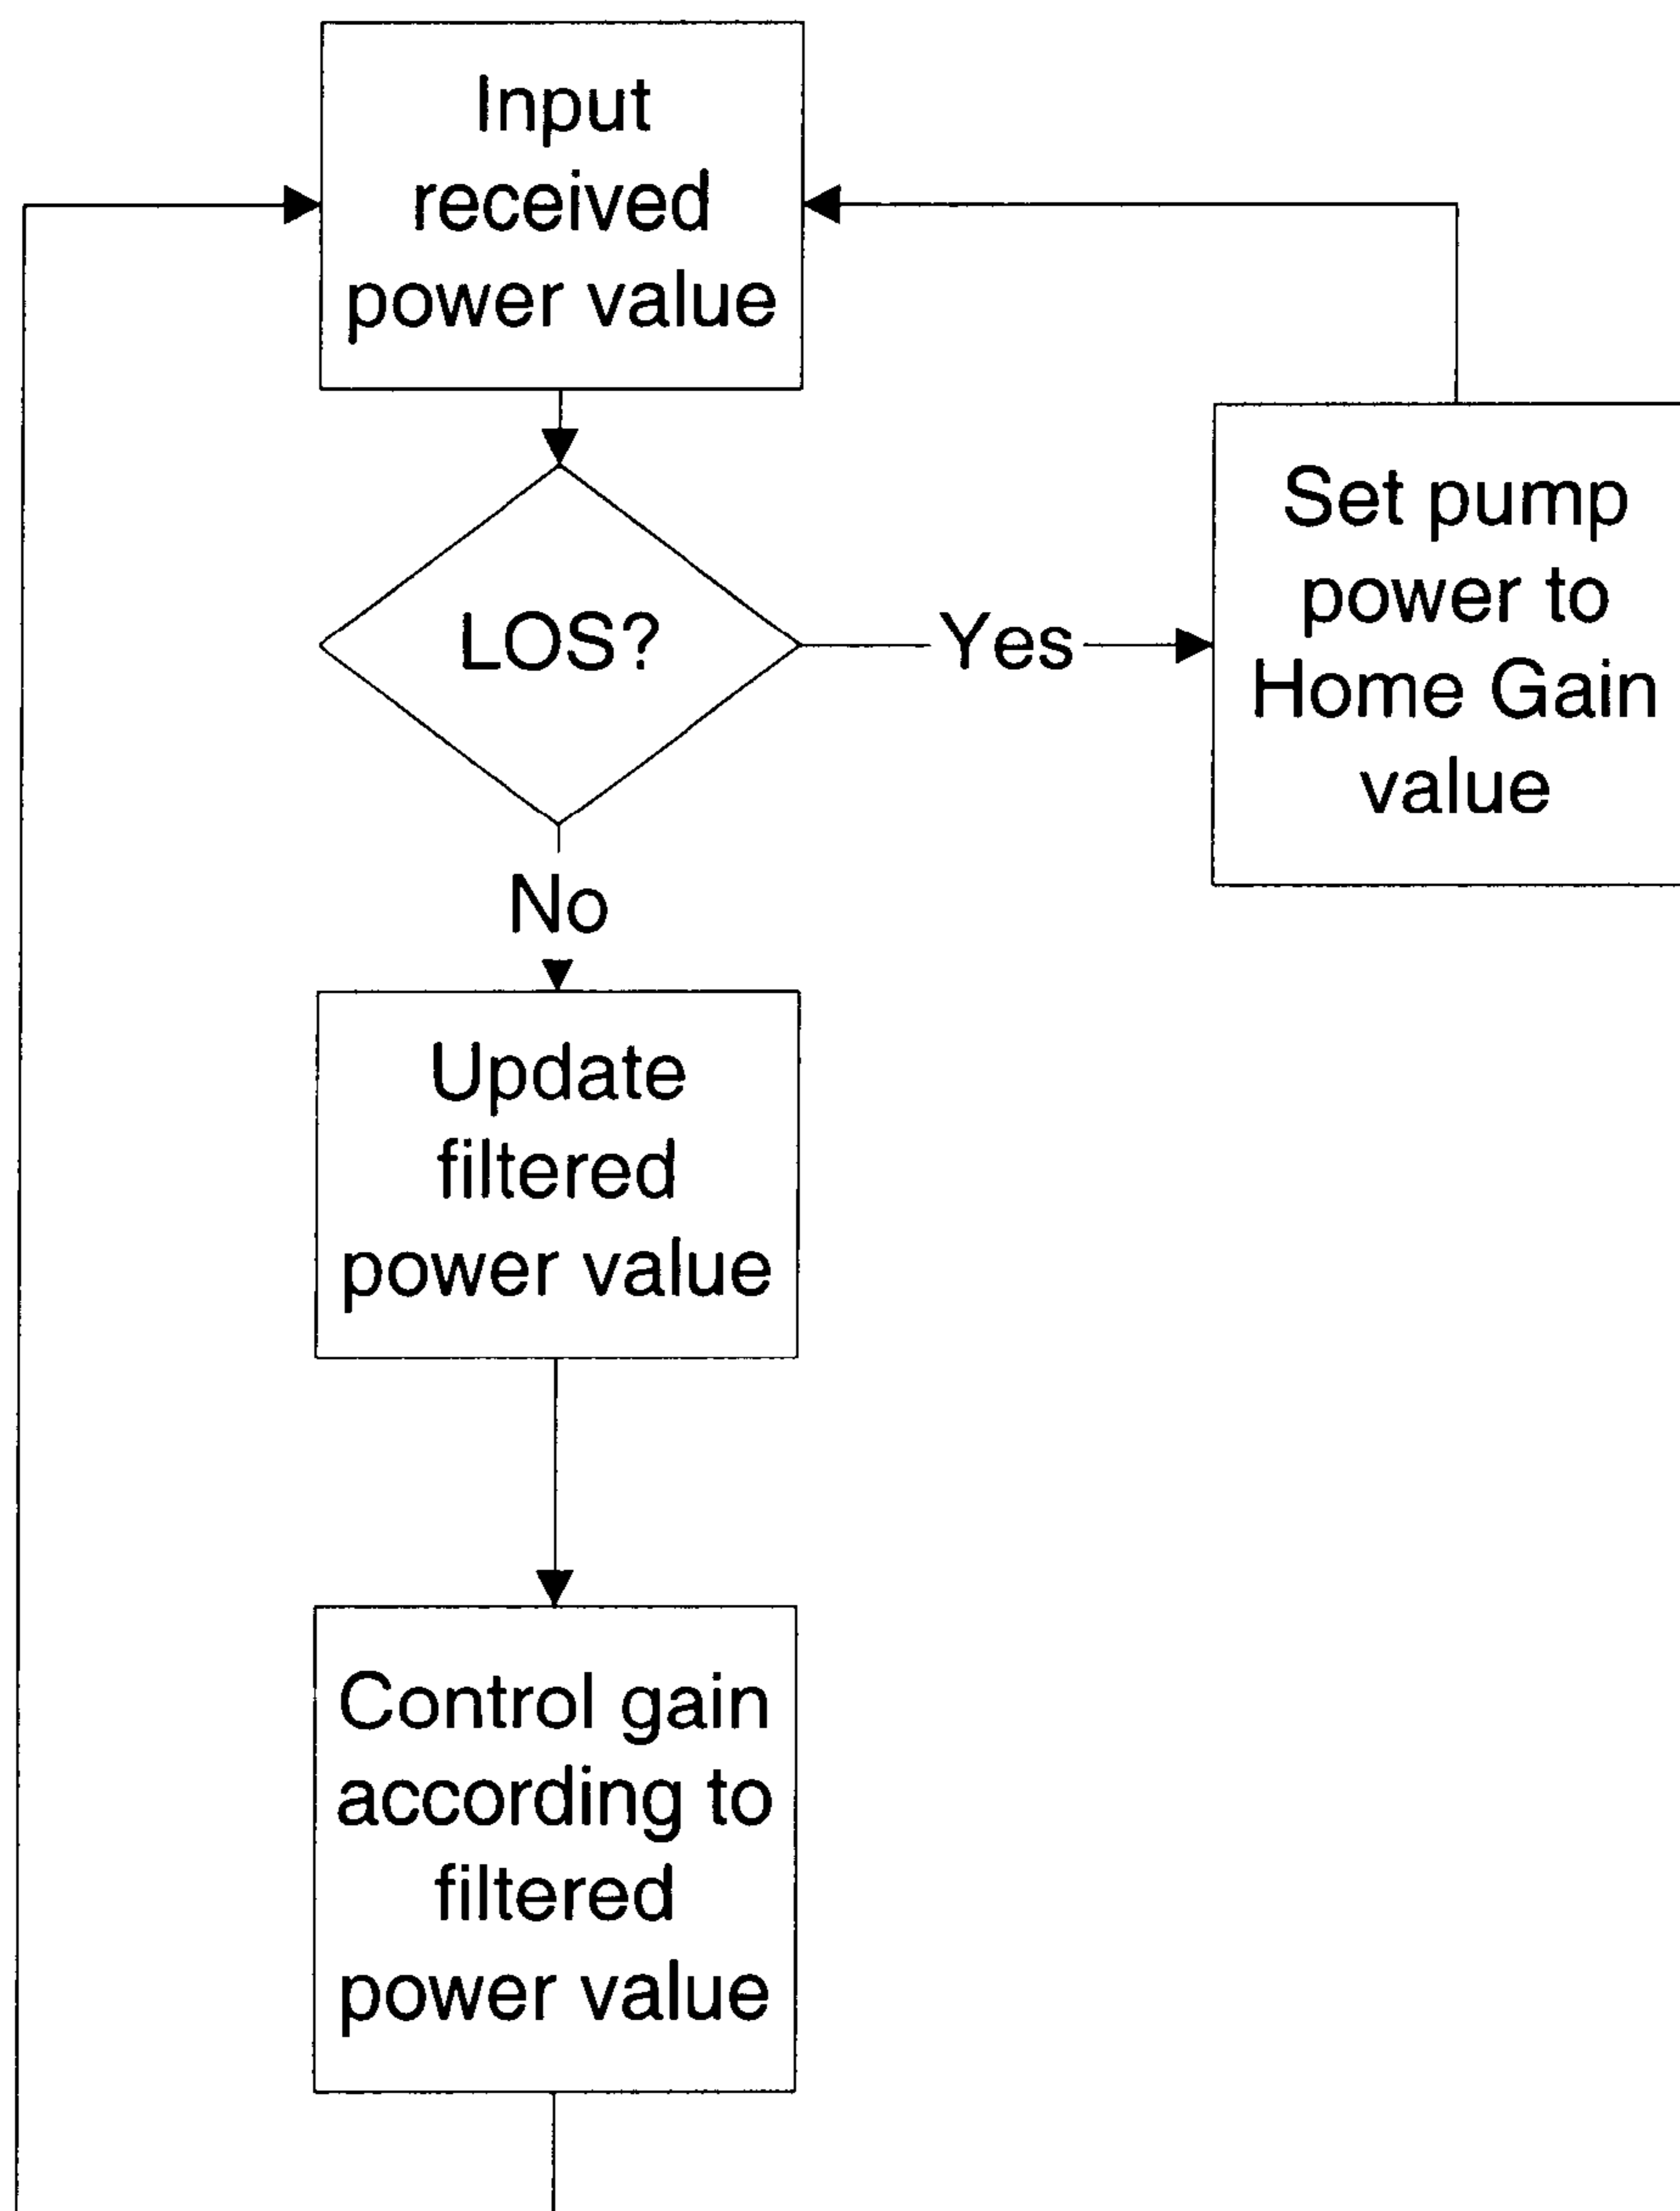 Input
received
power value
LOS?
Yes
Set pump
power to
Home Gain
value
No
Update
filtered
power value
Control gain
according to
filtered
power value